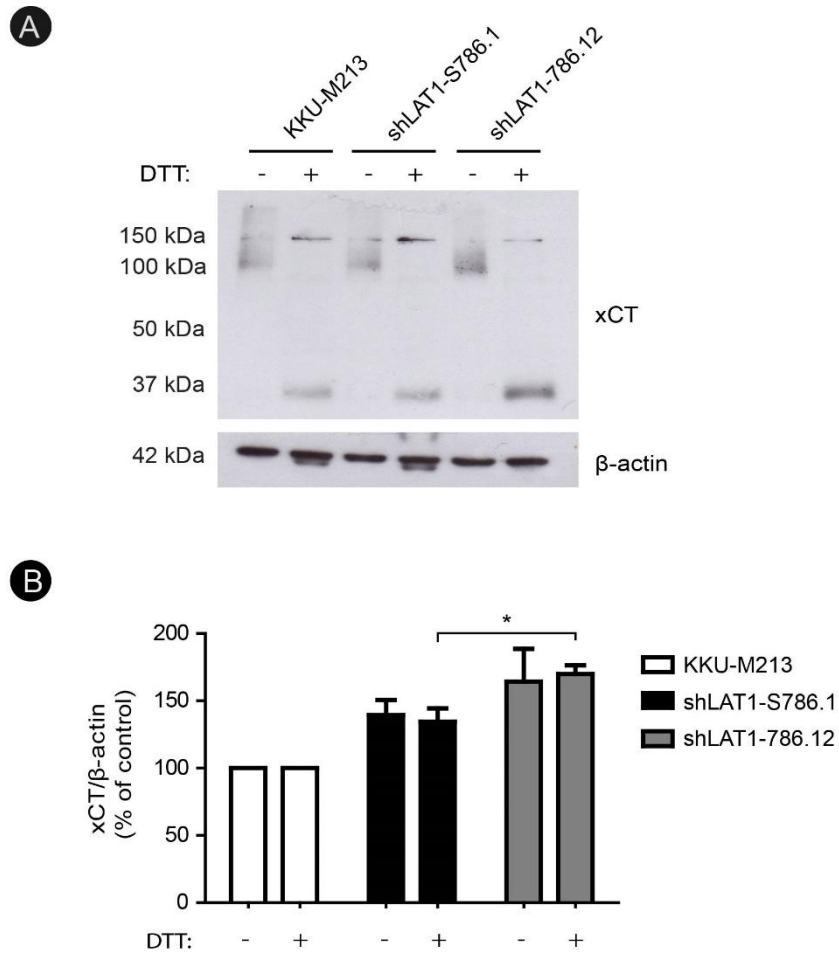 A
KKU-M213
shLAT1-S786.1
shLAT1-786.12
DTT: - + - + - +
150 kDa
100 kDa
50 kDa
37 kDa
xCT
42 kDa
β-actin
B
xCT/β-actin
(% of control)
200
150
100
50
0
*
KKU-M213
shLAT1-S786.1
shLAT1-786.12
DTT: - + - + - +